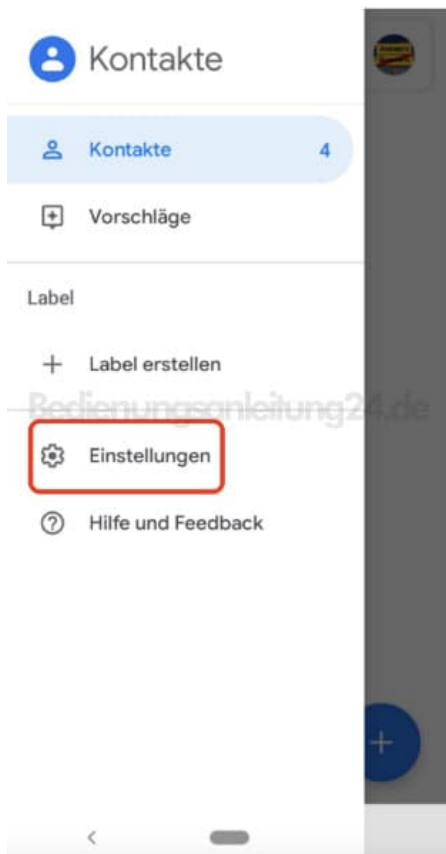 Kontakte
Kontakte 4
Vorschläge
Label
Label erstellen
Bedienungsanleitung24.de
Einstellungen
Hilfe und Feedback